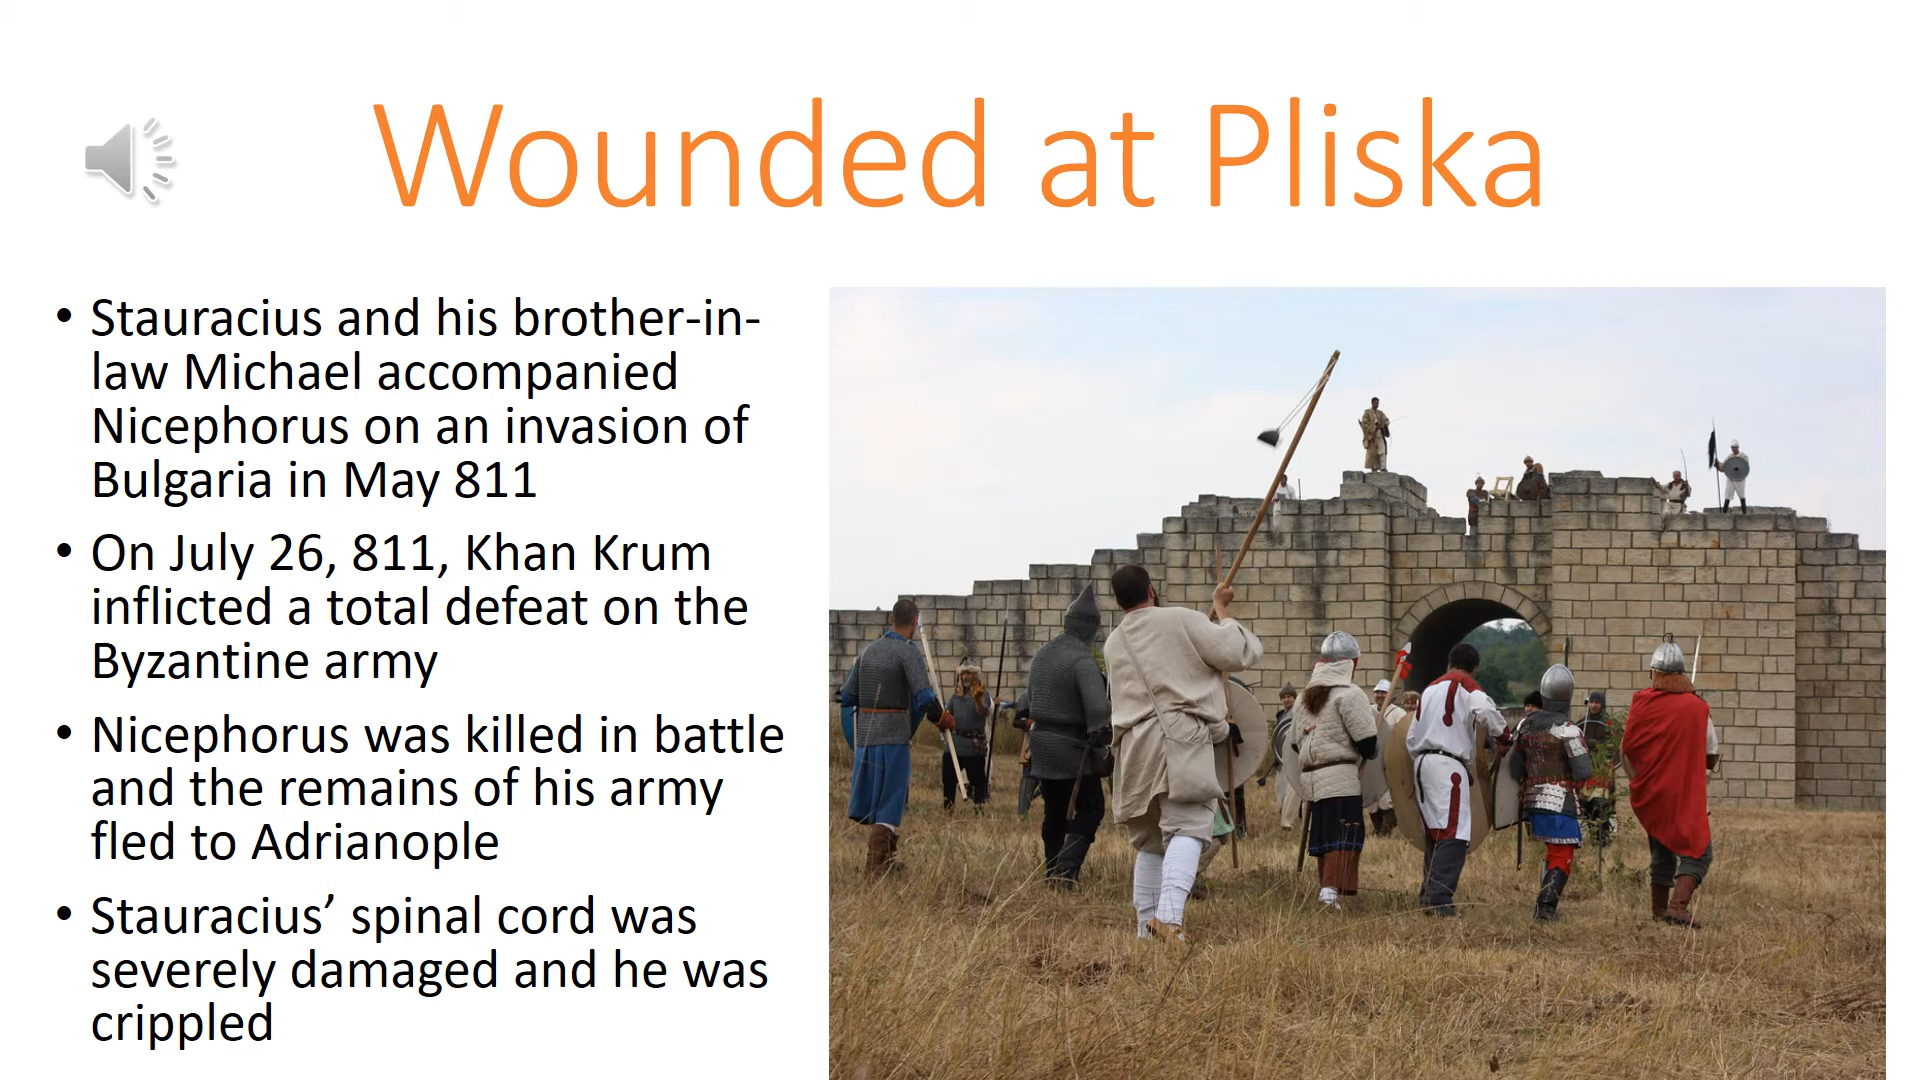 Wounded at Pliska
• Stauracius and his brother-in-
law Michael accompanied
Nicephorus on an invasion of
Bulgaria in May 811
• On July 26, 811, Khan Krum
inflicted a total defeat on the
Byzantine army
• Nicephorus was killed in battle
and the remains of his army
fled to Adrianople
• Stauracius’ spinal cord was
severely damaged and he was
crippled